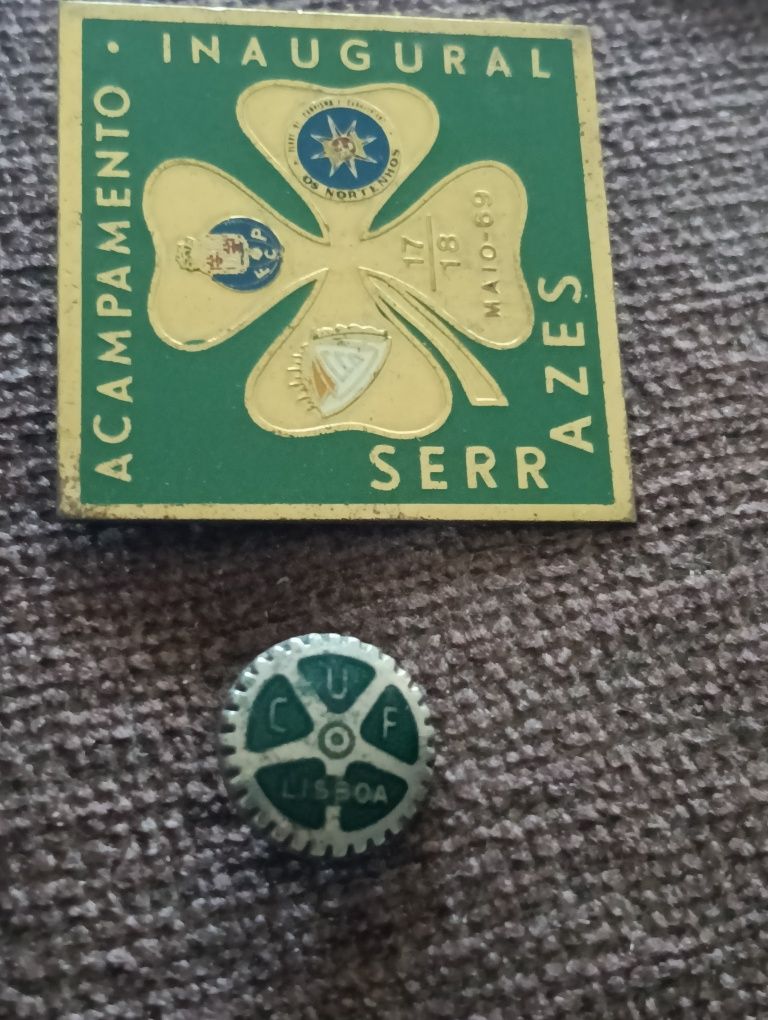 ACAMPAMENTO · INAUGURAL
OS NORTENHOS
F C P
17
18
MAIO-69
SERRAZES
C U F
LISBOA